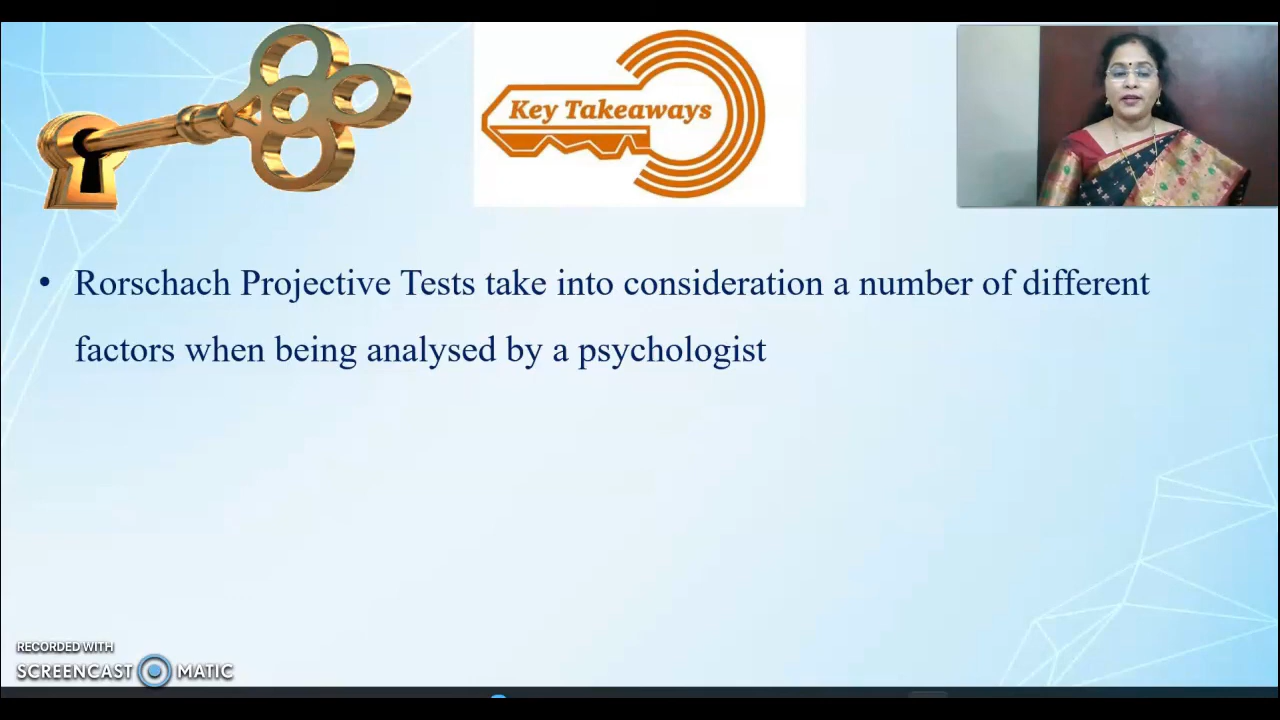 Key Takeaways
• Rorschach Projective Tests take into consideration a number of different
factors when being analysed by a psychologist
RECORDED WITH
SCREENCAST MATIC